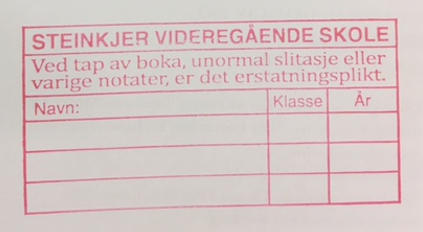 STEINKJER VIDEREGÅENDE SKOLE
Ved tap av boka, unormal slitasje eller
varige notater, er det erstatningsplikt.
Navn: Klasse År